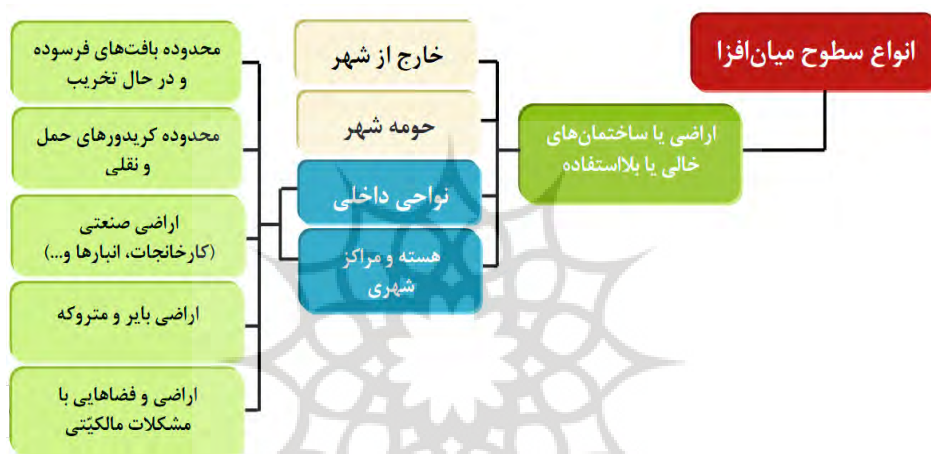 انواع سطوح میان‌افزا
اراضی یا ساختمان‌های
خالی یا بلااستفاده
خارج از شهر
حومه شهر
نواحی داخلی
هسته و مراکز
شهری
محدوده بافت‌های فرسوده
و در حال تخریب
محدوده کریدورهای حمل
و نقلی
اراضی صنعتی
(کارخانجات، انبارها و...)
اراضی بایر و متروکه
اراضی و فضاهایی با
مشکلات مالکیّتی